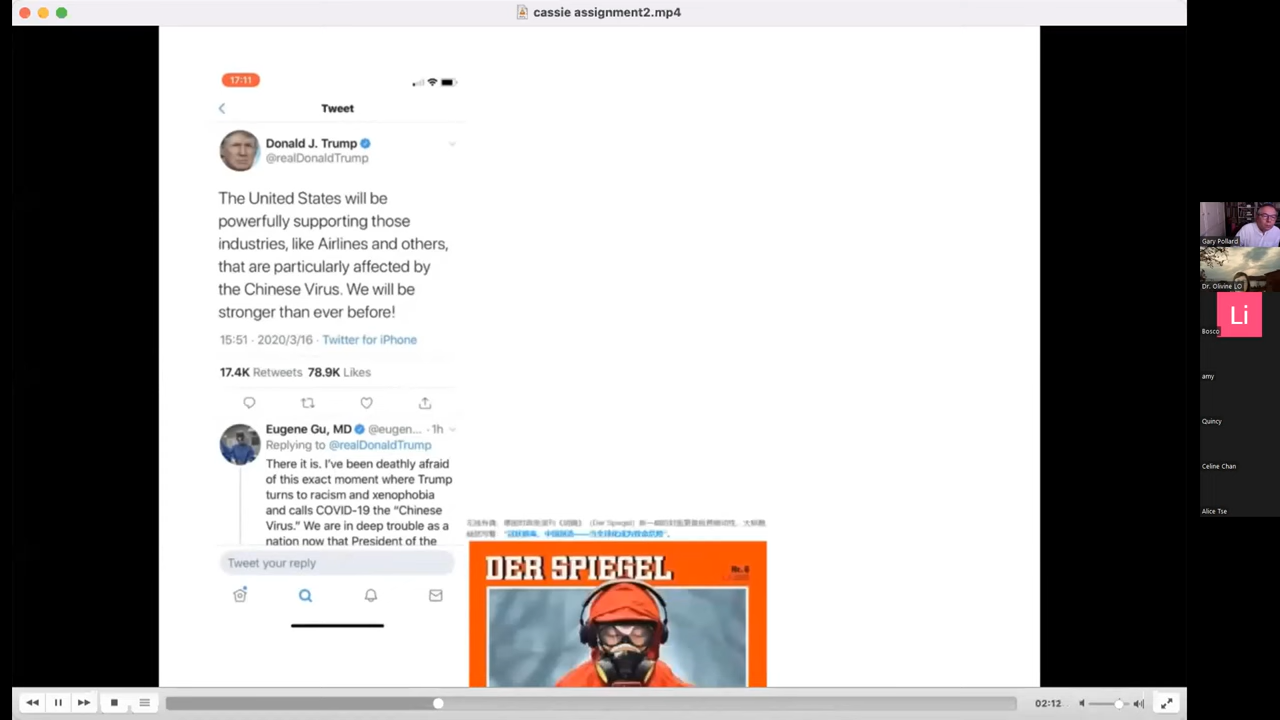 cassie assignment2.mp4
17:11
Tweet
Donald J. Trump
@realDonaldTrump
The United States will be
powerfully supporting those
industries, like Airlines and others,
that are particularly affected by
the Chinese Virus. We will be
stronger than ever before!
15:51 · 2020/3/16 · Twitter for iPhone
17.4K Retweets 78.9K Likes
Eugene Gu, MD @eugen... · 1h
Replying to @realDonaldTrump
There it is. I've been deathly afraid
of this exact moment where Trump
turns to racism and xenophobia
and calls COVID-19 the “Chinese
Virus.” We are in deep trouble as a
nation now that President of the
Tweet your reply
DER SPIEGEL
Nr. 6
02:12
Gary Pollard
Dr. Olivine LO
Li
Bosco
amy
Quincy
Celine Chan
Alice Tse